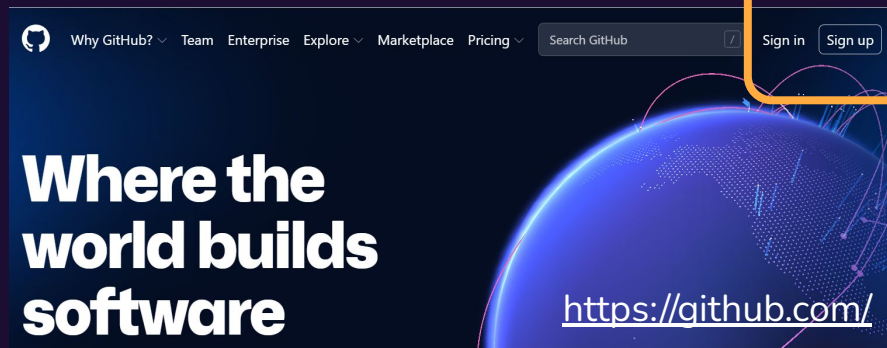 Why GitHub? Team Enterprise Explore Marketplace Pricing Search GitHub / Sign in Sign up
Where the
world builds
software
https://github.com/